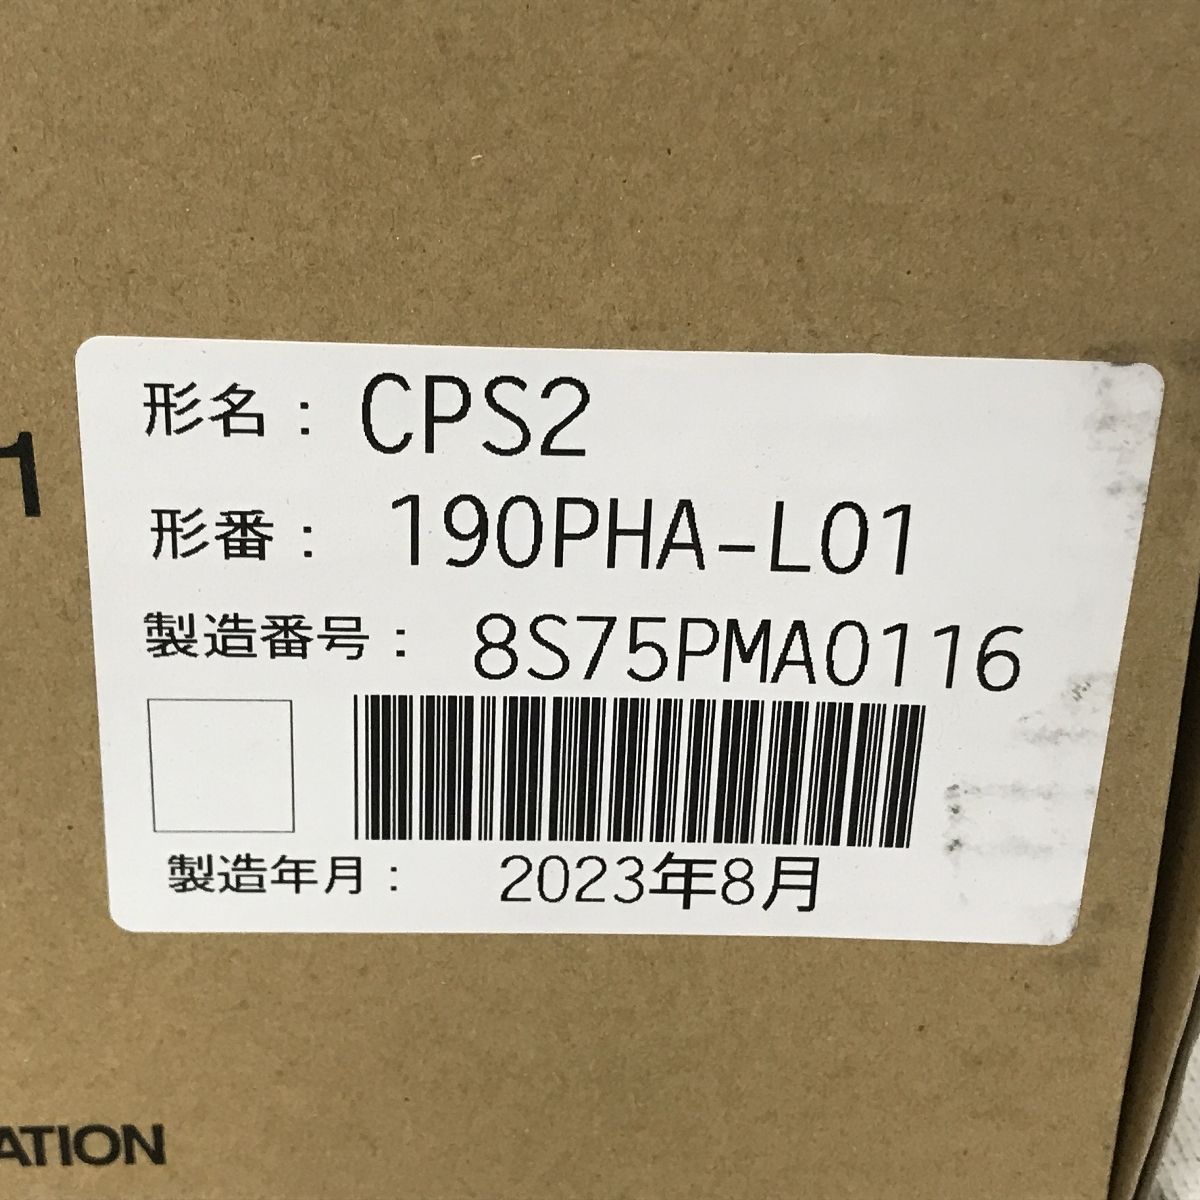 形名： CPS2
1
形番： 190PHA-L01
製造番号： 8S75PMA0116
製造年月： 2023年8月
ATION